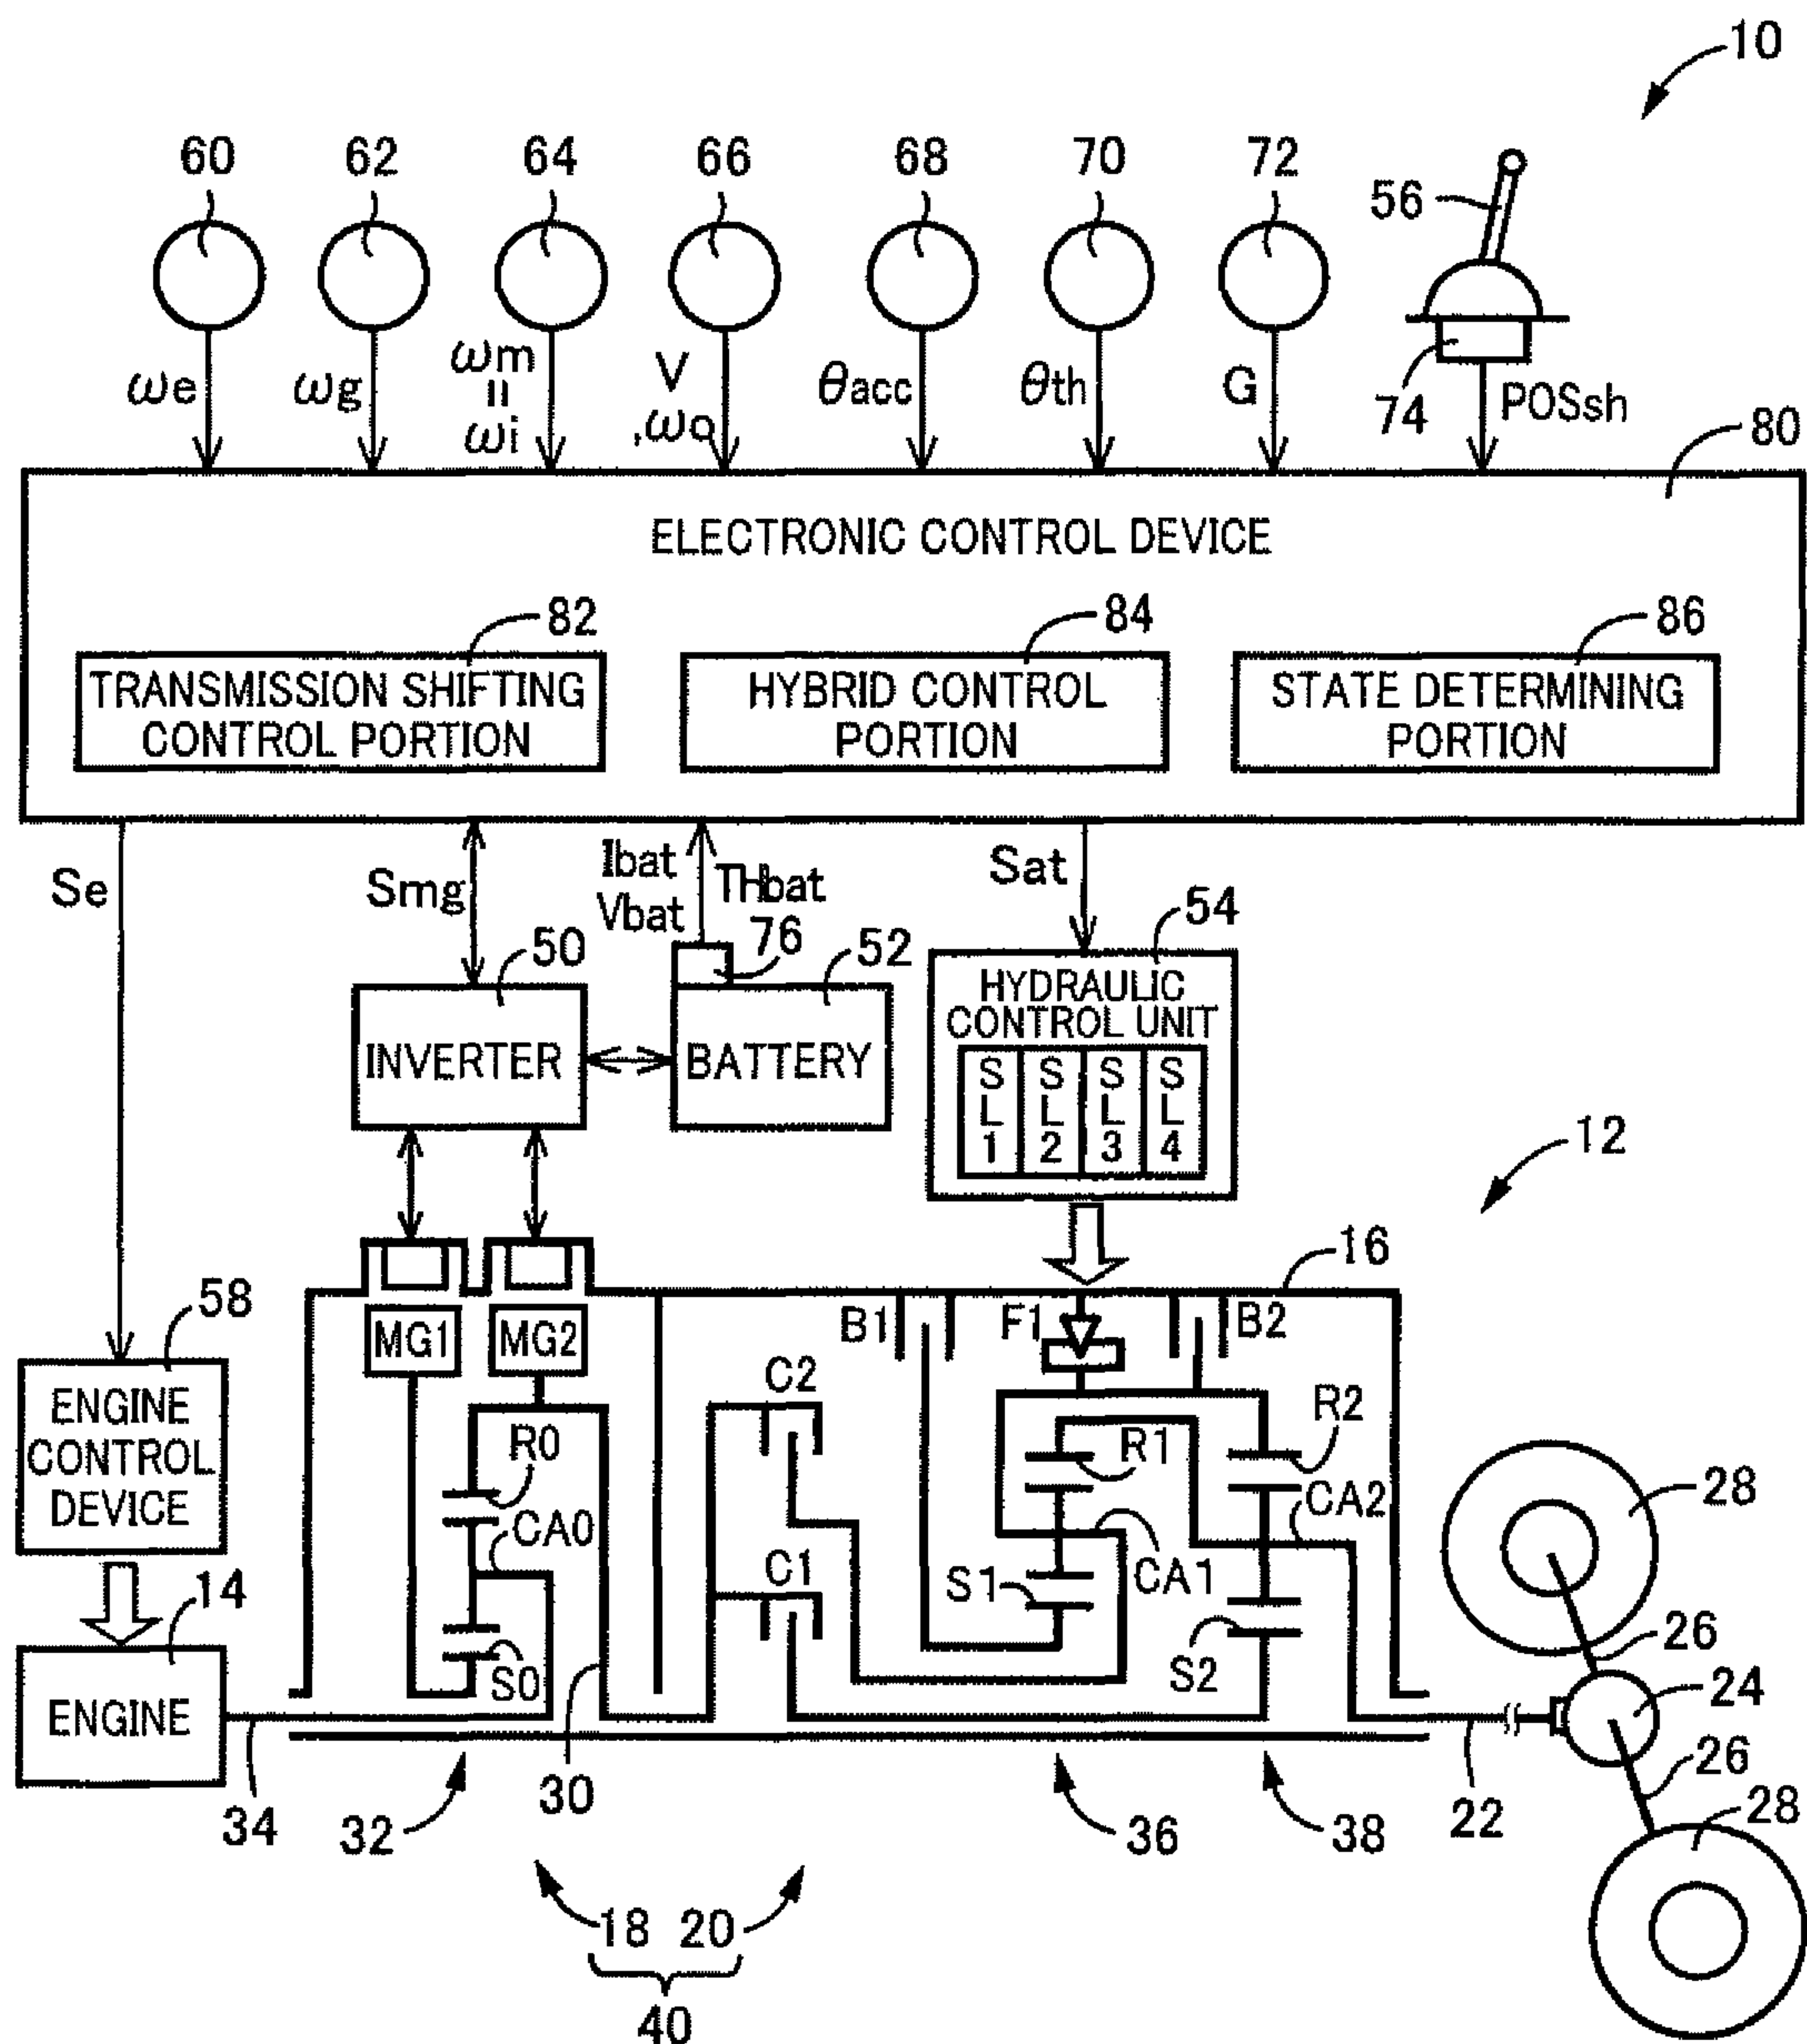 10
60 62 64 66 68 70 72 56
ωe ωg ωm = ωi V ,ωo θacc θth G 74 POSsh
80
ELECTRONIC CONTROL DEVICE
82 84 86
TRANSMISSION SHIFTING
CONTROL PORTION
HYBRID CONTROL
PORTION
STATE DETERMINING
PORTION
Se Smg Ibat
Vbat THbat Sat
50 76 52 54
INVERTER
BATTERY
HYDRAULIC
CONTROL UNIT
SL1 SL2 SL3 SL4
12
16
58
MG1 MG2 B1 F1 B2
ENGINE
CONTROL
DEVICE
C2
R0 R1 R2
CA0 CA2 28
C1 S1 CA1
14
S0 S2 26
ENGINE
24
34 32 30 36 38 22 26
28
18 20
40